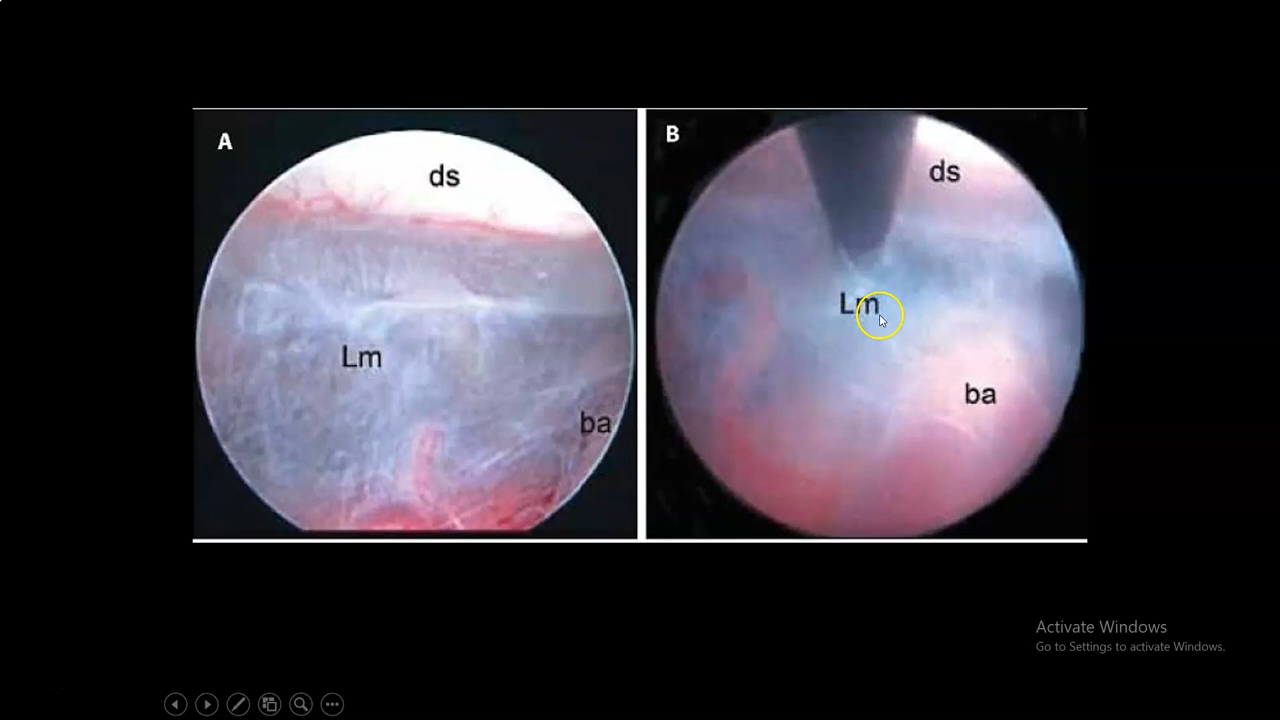 A
ds
Lm
ba
B
ds
Lm
ba
Activate Windows
Go to Settings to activate Windows.